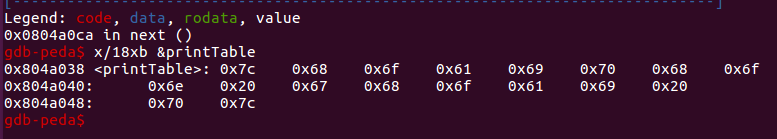 [------------------------------------------------------------------------------]
Legend: code, data, rodata, value
0x0804a0ca in next ()
gdb-peda$ x/18xb &printTable
0x804a038 <printTable>: 0x7c 0x68 0x6f 0x61 0x69 0x70 0x68 0x6f
0x804a040: 0x6e 0x20 0x67 0x68 0x6f 0x61 0x69 0x20
0x804a048: 0x70 0x7c
gdb-peda$